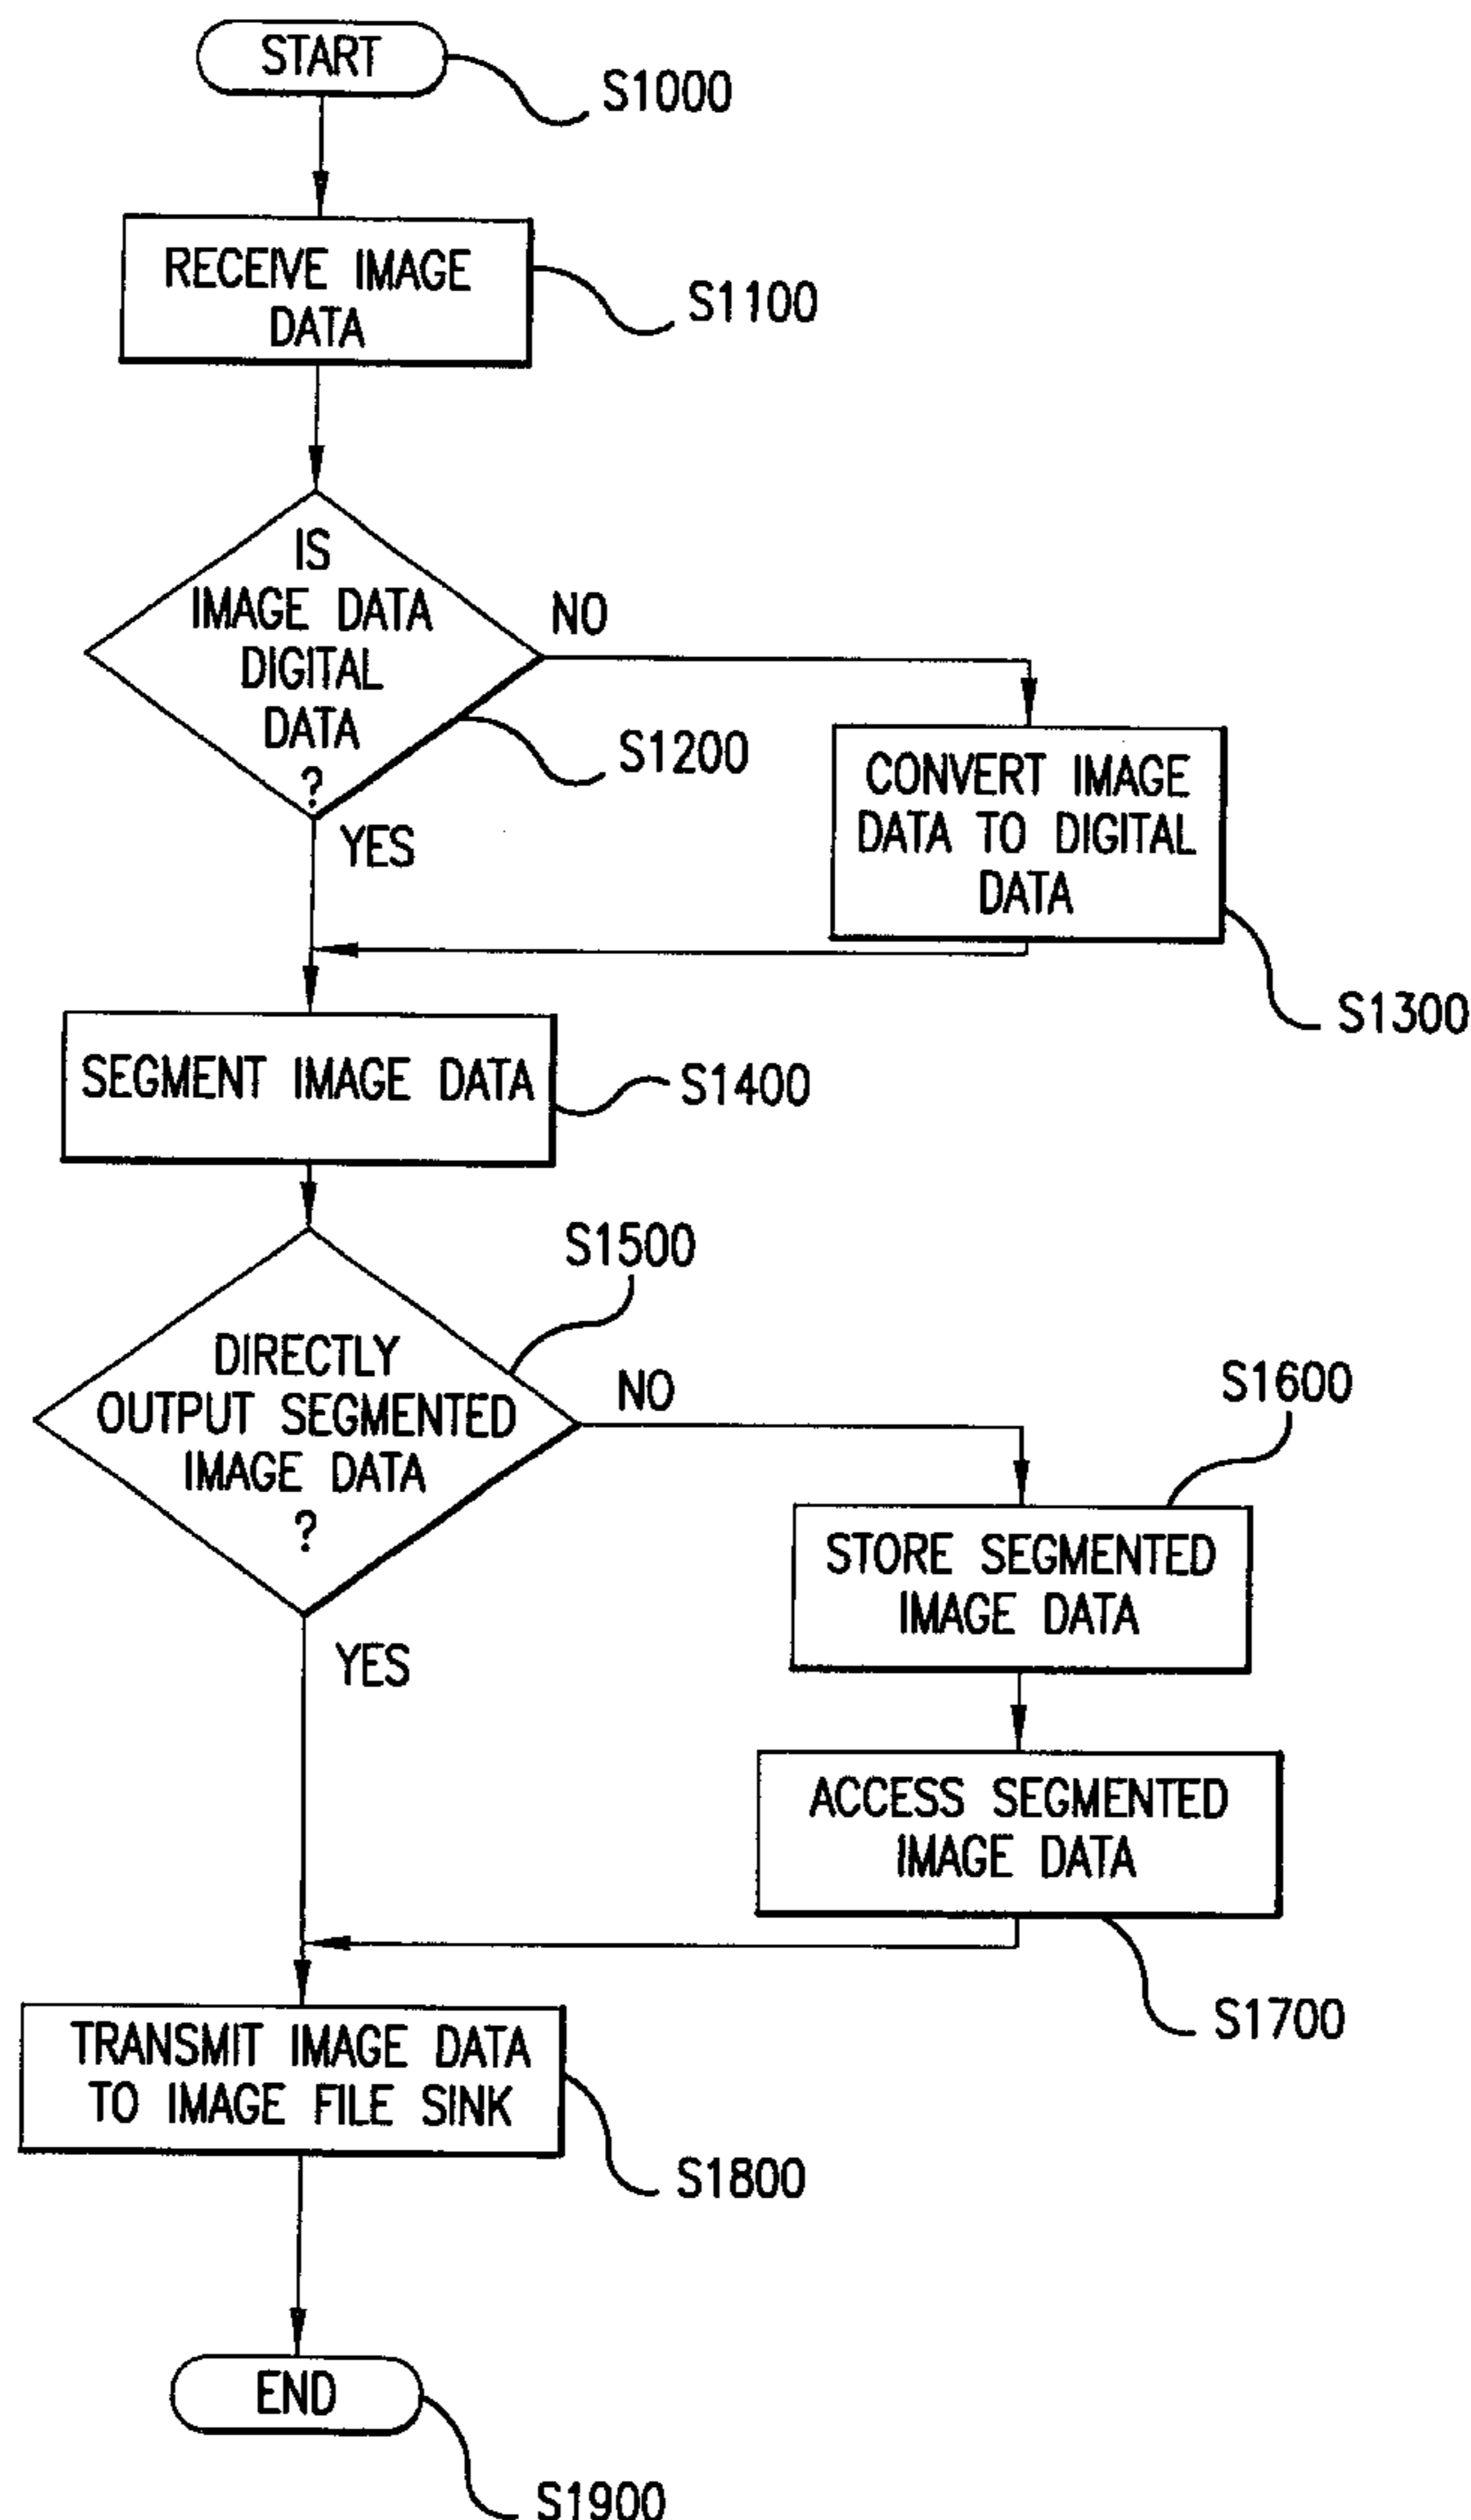 START
S1000
RECEIVE IMAGE
DATA
S1100
IS
IMAGE DATA
DIGITAL
DATA
?
NO
YES
S1200
CONVERT IMAGE
DATA TO DIGITAL
DATA
S1300
SEGMENT IMAGE DATA
S1400
DIRECTLY
OUTPUT SEGMENTED
IMAGE DATA
?
S1500
NO
YES
S1600
STORE SEGMENTED
IMAGE DATA
ACCESS SEGMENTED
IMAGE DATA
S1700
TRANSMIT IMAGE DATA
TO IMAGE FILE SINK
S1800
END
S1900